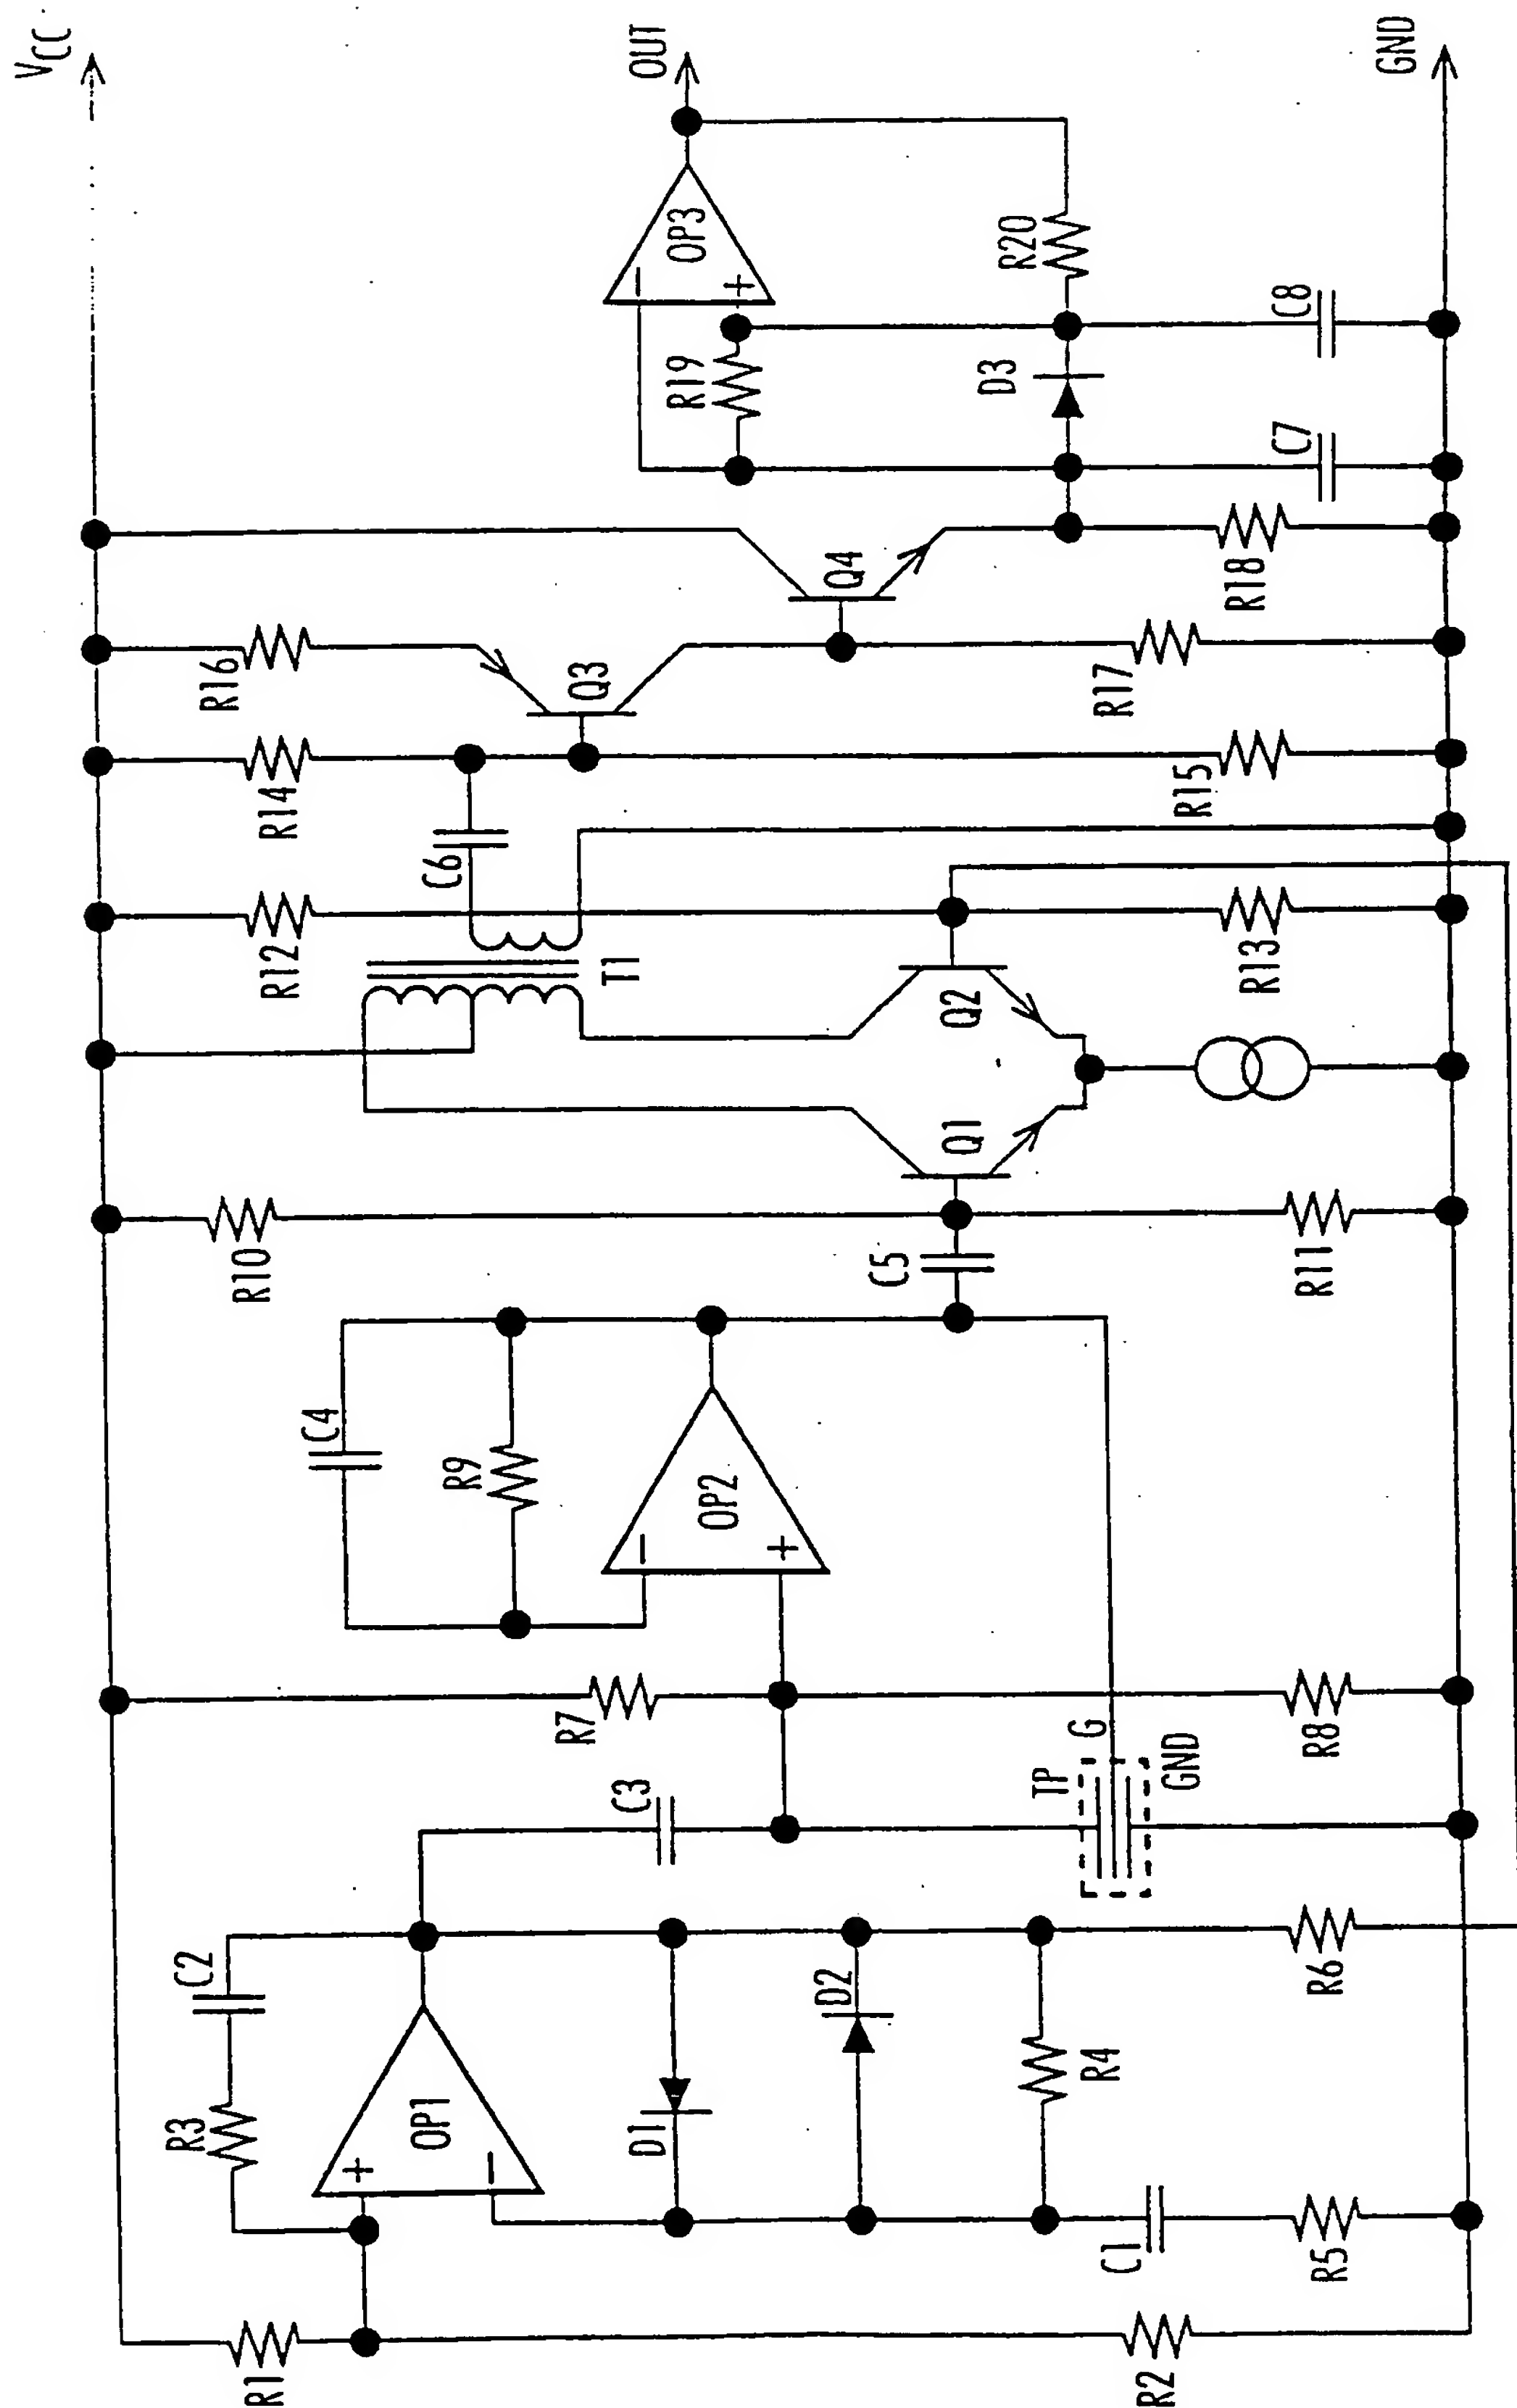 VCC
OUT
GND
OP3
R20
R19
D3
C8
C7
Q4
R18
R16
Q3
R17
R14
C6
R15
R12
T1
Q2
R13
Q1
R10
C5
R11
C4
R9
OP2
R7
G
R8
C3
TP
GND
C2
R3
OP1
D1
D2
R4
R6
C1
R5
R1
R2
+
−
+
−
+
−